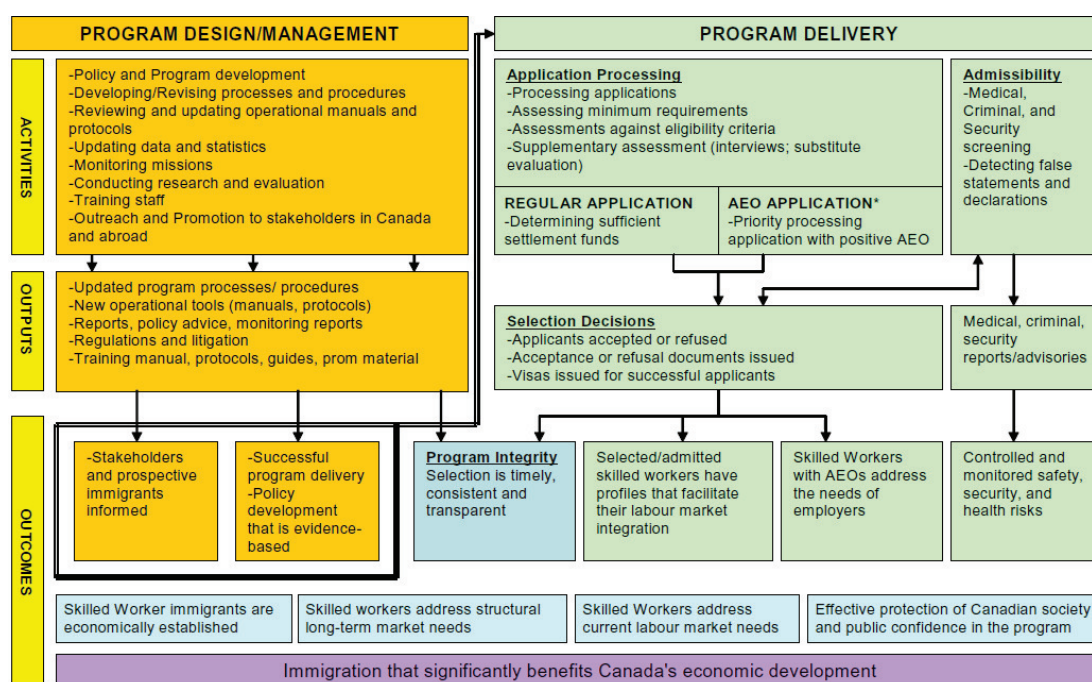 PROGRAM DESIGN/MANAGEMENT
PROGRAM DELIVERY
ACTIVITIES
-Policy and Program development
-Developing/Revising processes and procedures
-Reviewing and updating operational manuals and
protocols
-Updating data and statistics
-Monitoring missions
-Conducting research and evaluation
-Training staff
-Outreach and Promotion to stakeholders in Canada
and abroad
Application Processing
-Processing applications
-Assessing minimum requirements
-Assessments against eligibility criteria
-Supplementary assessment (interviews; substitute
evaluation)
REGULAR APPLICATION
-Determining sufficient
settlement funds
AEO APPLICATION*
-Priority processing
application with positive AEO
Admissibility
-Medical,
Criminal, and
Security
screening
-Detecting false
statements and
declarations
OUTPUTS
-Updated program processes/ procedures
-New operational tools (manuals, protocols)
-Reports, policy advice, monitoring reports
-Regulations and litigation
-Training manual, protocols, guides, prom material
Selection Decisions
-Applicants accepted or refused
-Acceptance or refusal documents issued
-Visas issued for successful applicants
Medical, criminal,
security
reports/advisories
OUTCOMES
-Stakeholders
and prospective
immigrants
informed
-Successful
program delivery
-Policy
development
that is evidence-
based
Program Integrity
Selection is timely,
consistent and
transparent
Selected/admitted
skilled workers have
profiles that facilitate
their labour market
integration
Skilled Workers
with AEOs address
the needs of
employers
Controlled and
monitored safety,
security, and
health risks
Skilled Worker immigrants are
economically established
Skilled workers address structural
long-term market needs
Skilled Workers address
current labour market needs
Effective protection of Canadian society
and public confidence in the program
Immigration that significantly benefits Canada's economic development